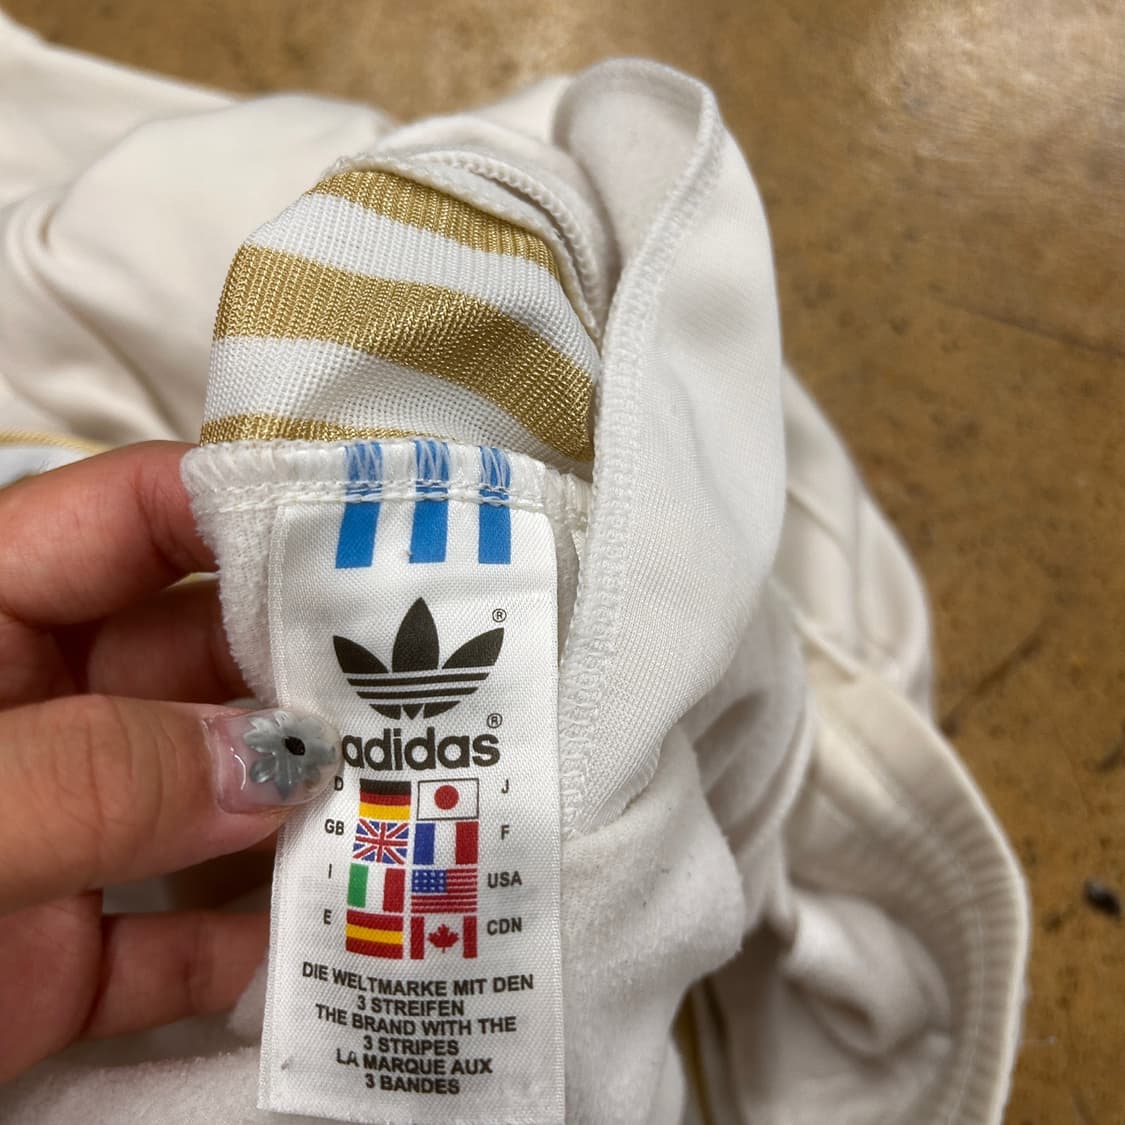 ®
®
adidas
D J
GB F
I USA
E CDN
DIE WELTMARKE MIT DEN
3 STREIFEN
THE BRAND WITH THE
3 STRIPES
LA MARQUE AUX
3 BANDES